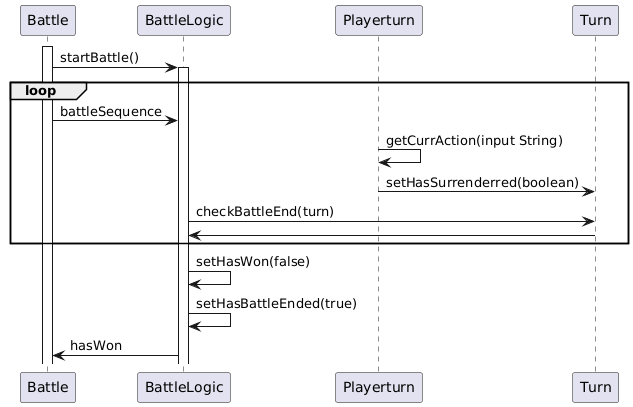 Battle BattleLogic Playerturn Turn
startBattle()
loop
battleSequence
getCurrAction(input String)
setHasSurrenderred(boolean)
checkBattleEnd(turn)
setHasWon(false)
setHasBattleEnded(true)
hasWon
Battle BattleLogic Playerturn Turn